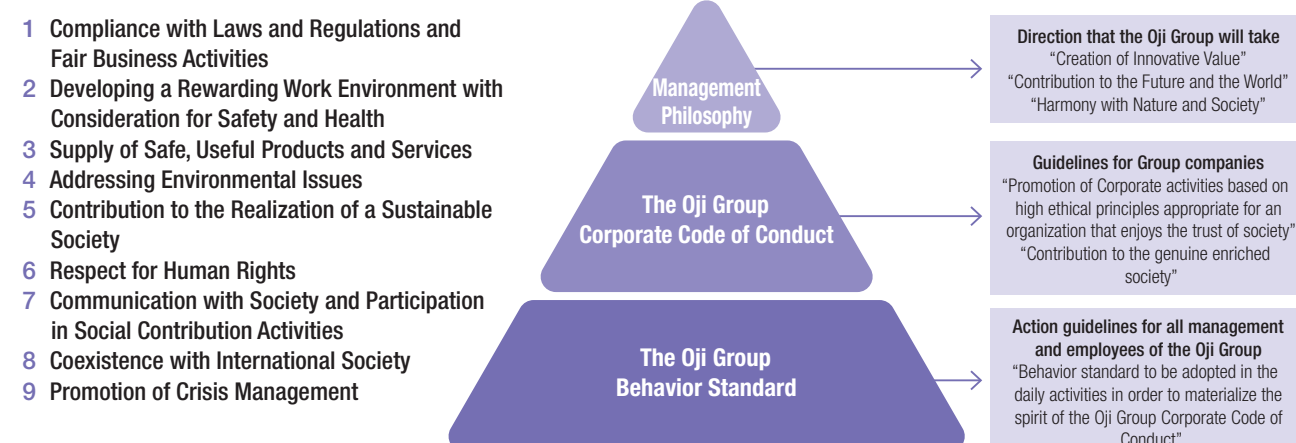 1 Compliance with Laws and Regulations and
Fair Business Activities
2 Developing a Rewarding Work Environment with
Consideration for Safety and Health
3 Supply of Safe, Useful Products and Services
4 Addressing Environmental Issues
5 Contribution to the Realization of a Sustainable
Society
6 Respect for Human Rights
7 Communication with Society and Participation
in Social Contribution Activities
8 Coexistence with International Society
9 Promotion of Crisis Management
Management
Philosophy
Direction that the Oji Group will take
“Creation of Innovative Value”
“Contribution to the Future and the World”
“Harmony with Nature and Society”
The Oji Group
Corporate Code of Conduct
Guidelines for Group companies
“Promotion of Corporate activities based on
high ethical principles appropriate for an
organization that enjoys the trust of society”
“Contribution to the genuine enriched
society”
The Oji Group
Behavior Standard
Action guidelines for all management
and employees of the Oji Group
“Behavior standard to be adopted in the
daily activities in order to materialize the
spirit of the Oji Group Corporate Code of
Conduct”